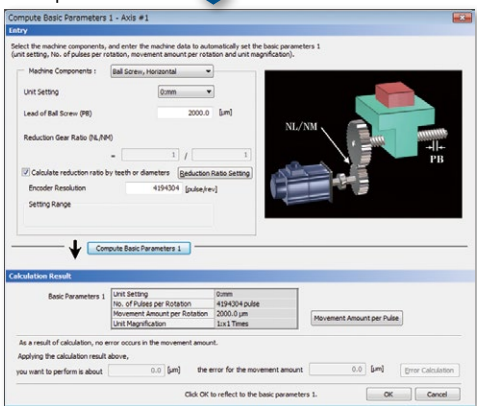 Compute Basic Parameters 1 - Axis #1
Entry
Select the machine components, and enter the machine data to automatically set the basic parameters 1
(unit setting, No. of pulses per rotation, movement amount per rotation and unit magnification).
Machine Components : Ball Screw, Horizontal
Unit Setting 0:mm
Lead of Ball Screw (PB) 2000.0 [μm]
Reduction Gear Ratio (NL/NM)
= 1 / 1
Calculate reduction ratio by teeth or diameters Reduction Ratio Setting
Encoder Resolution 4194304 [pulse/rev]
Setting Range
NL/NM
PB
Compute Basic Parameters 1
Calculation Result
Basic Parameters 1
Unit Setting 0:mm
No. of Pulses per Rotation 4194304 pulse
Movement Amount per Rotation 2000.0 μm
Unit Magnification 1:x1 Times
Movement Amount per Pulse
As a result of calculation, no error occurs in the movement amount.
Applying the calculation result above,
you want to perform is about 0.0 [μm] the error for the movement amount 0.0 [μm] Error Calculation
Click OK to reflect to the basic parameters 1. OK Cancel